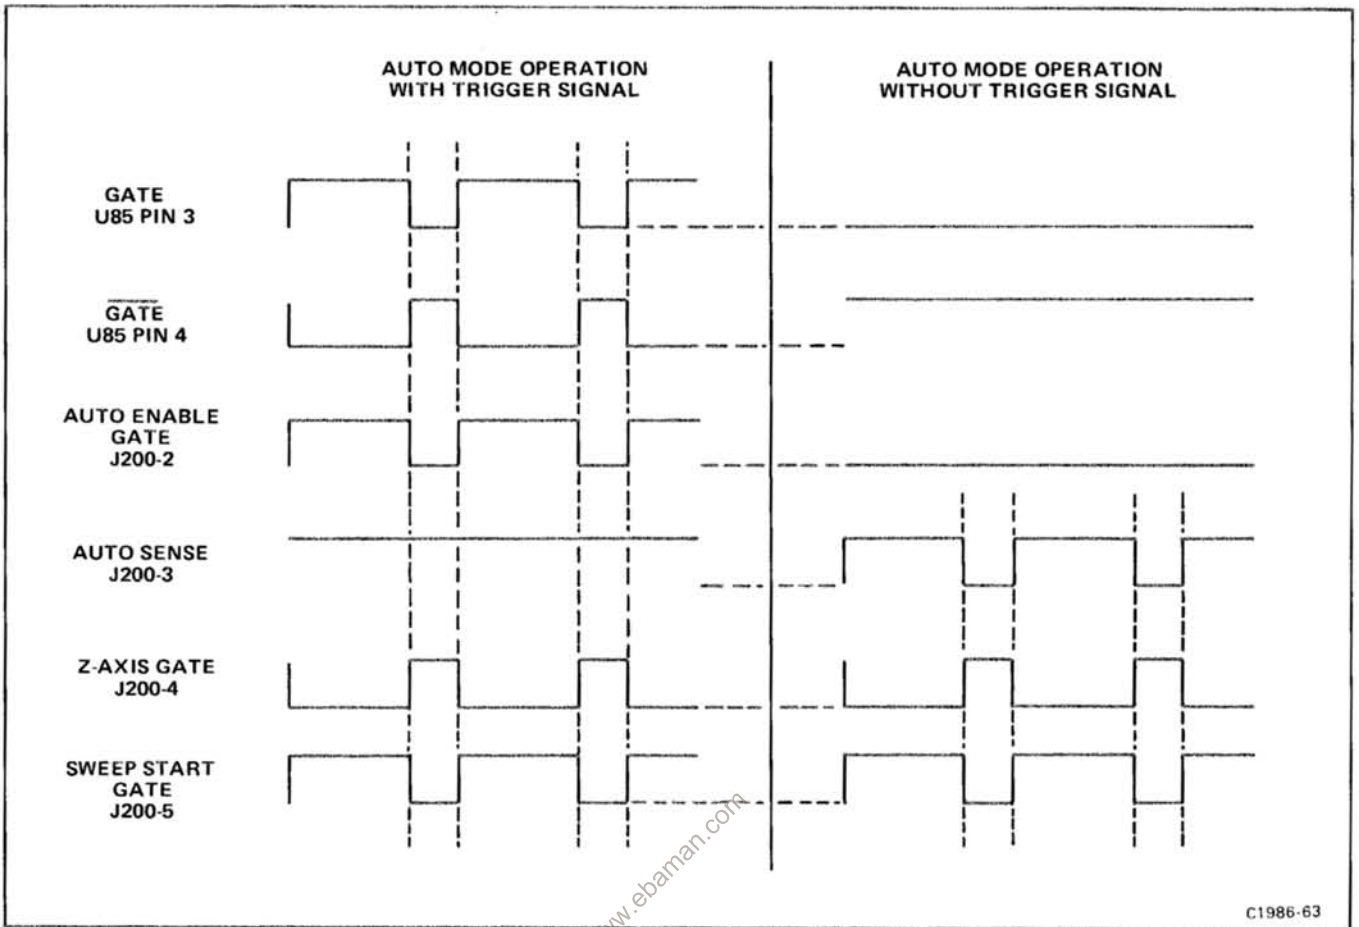 AUTO MODE OPERATION
WITH TRIGGER SIGNAL
AUTO MODE OPERATION
WITHOUT TRIGGER SIGNAL
GATE
U85 PIN 3
GATE
U85 PIN 4
AUTO ENABLE
GATE
J200-2
AUTO SENSE
J200-3
Z-AXIS GATE
J200-4
SWEEP START
GATE
J200-5
C1986-63